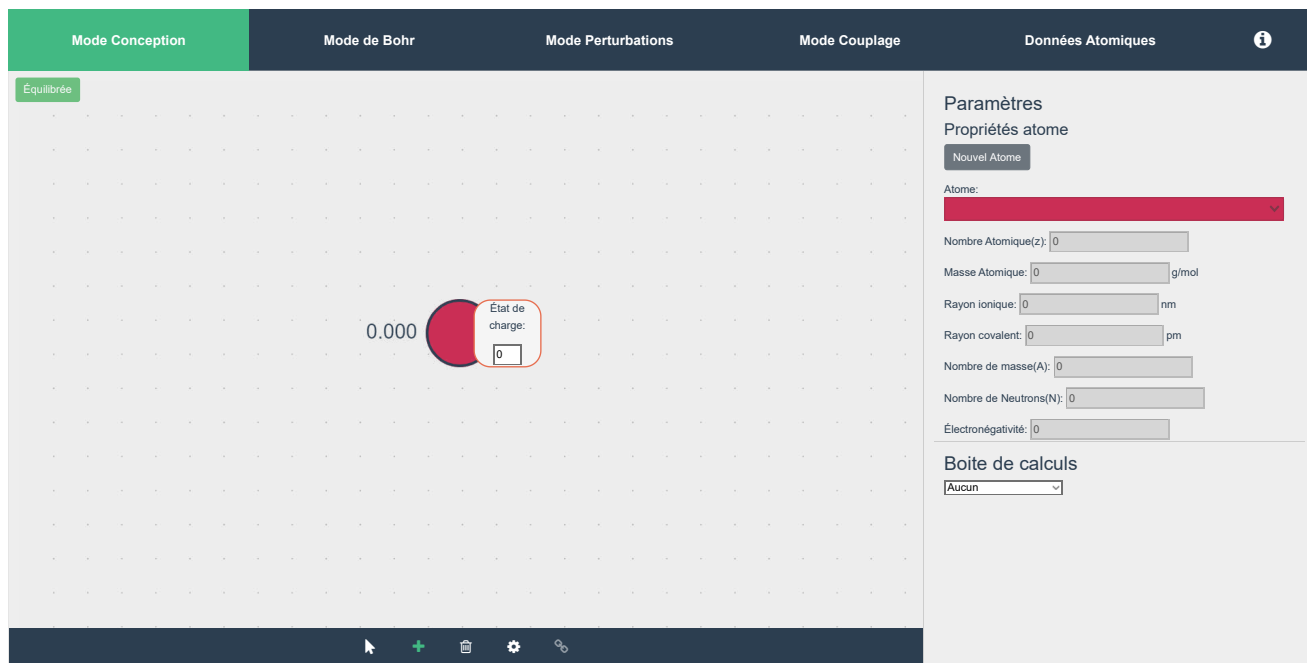 Mode Conception
Mode de Bohr
Mode Perturbations
Mode Couplage
Données Atomiques
Équilibrée
0.000
État de
charge:
0
Paramètres
Propriétés atome
Nouvel Atome
Atome:
Nombre Atomique(z): 0
Masse Atomique: 0 g/mol
Rayon ionique: 0 nm
Rayon covalent: 0 pm
Nombre de masse(A): 0
Nombre de Neutrons(N): 0
Électronégativité: 0
Boite de calculs
Aucun